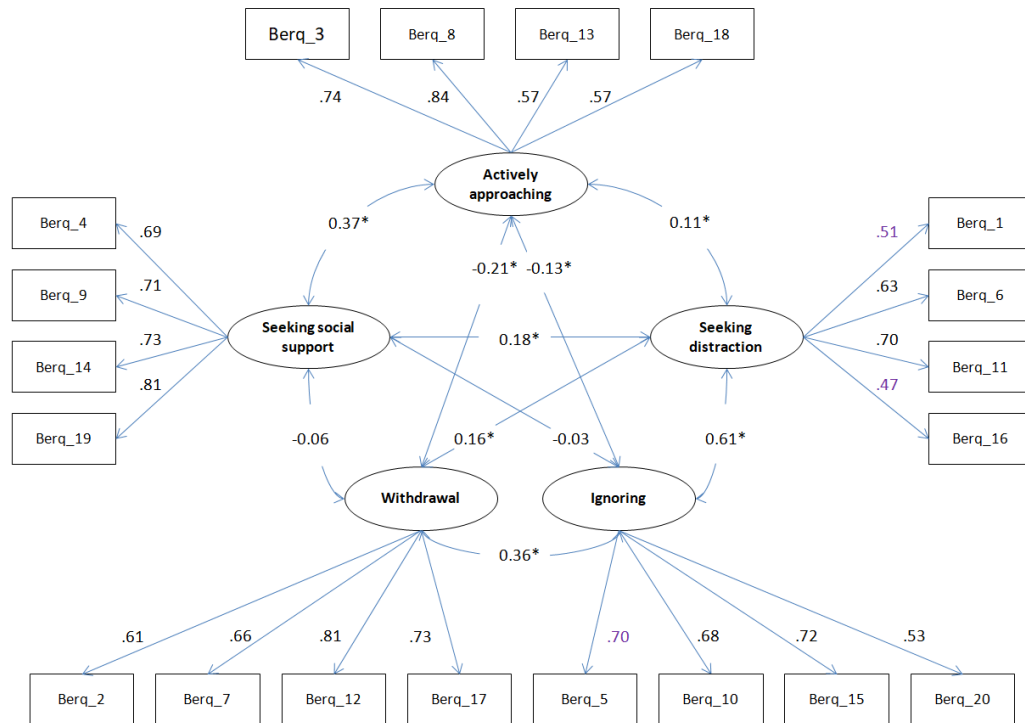 Berq_3
Berq_8
Berq_13
Berq_18
.74
.84
.57
.57
Actively
approaching
0.37*
0.11*
-0.21*
-0.13*
Berq_4
Berq_9
Berq_14
Berq_19
.69
.71
.73
.81
Seeking social
support
0.18*
Seeking
distraction
.51
.63
.70
.47
Berq_1
Berq_6
Berq_11
Berq_16
-0.06
0.16*
-0.03
0.61*
Withdrawal
Ignoring
0.36*
.61
.66
.81
.73
.70
.68
.72
.53
Berq_2
Berq_7
Berq_12
Berq_17
Berq_5
Berq_10
Berq_15
Berq_20